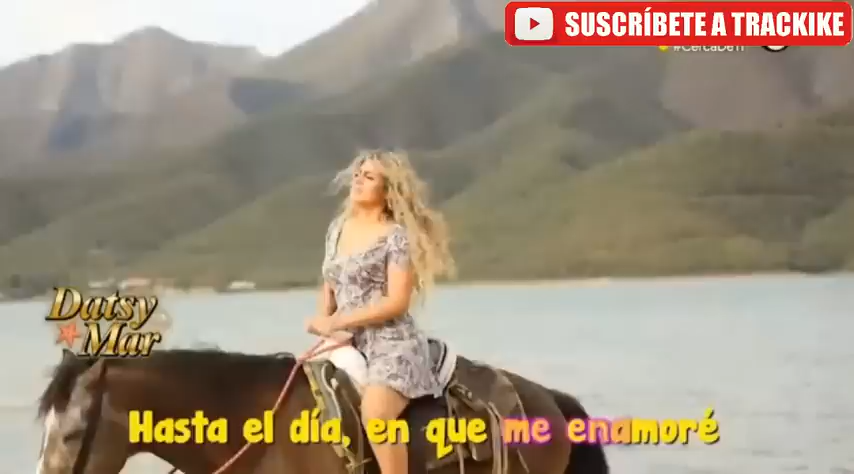 SUSCRÍBETE A TRACKIKE
#CercaDeTi
Datsy
Mar
Hasta el día, en que me enamoré